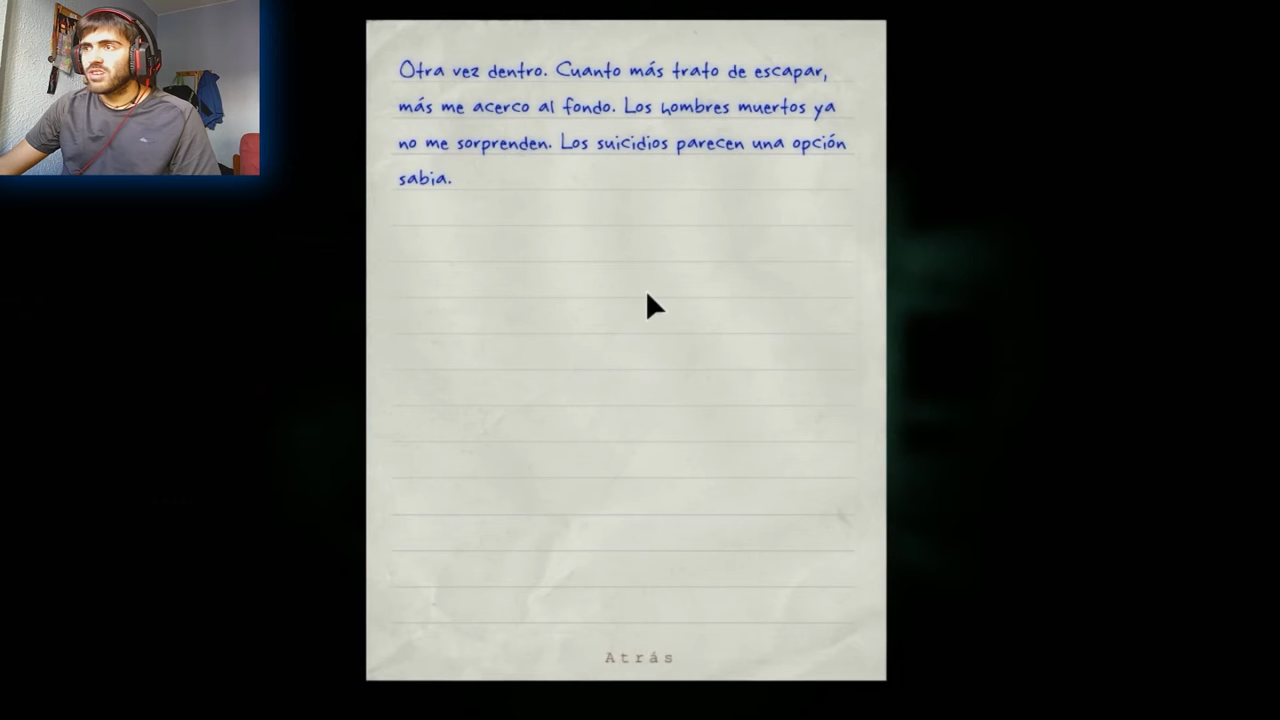 Otra vez dentro. Cuanto más trato de escapar,
más me acerco al fondo. Los hombres muertos ya
no me sorprenden. Los suicidios parecen una opción
sabia.
Atrás